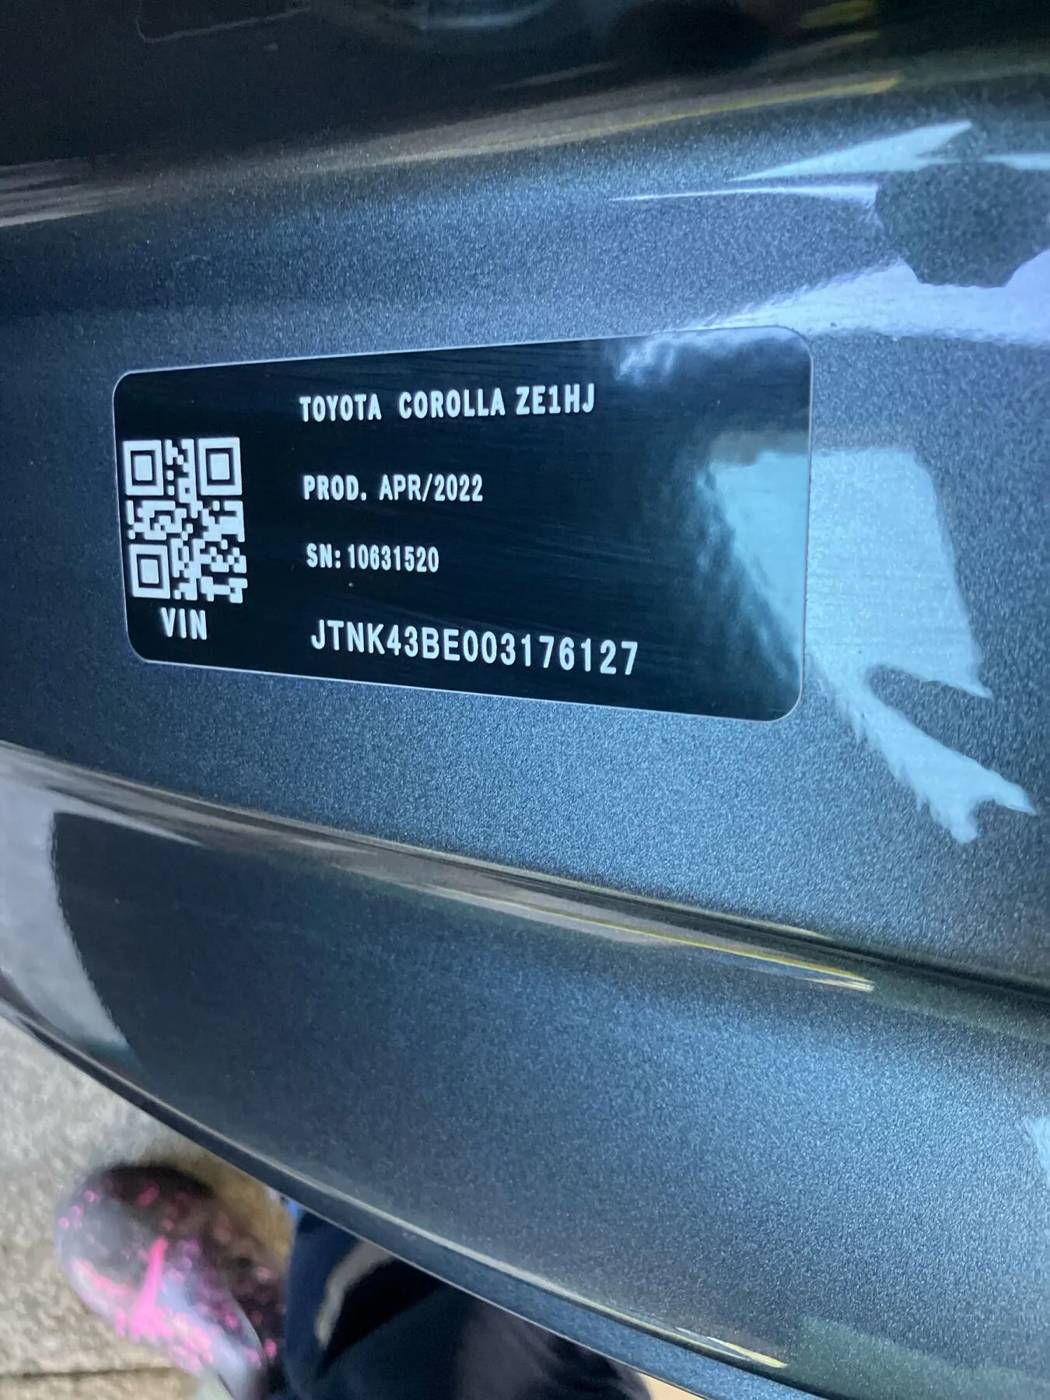 TOYOTA COROLLA ZE1HJ
PROD. APR/2022
SN: 10631520
VIN
JTNK43BE003176127